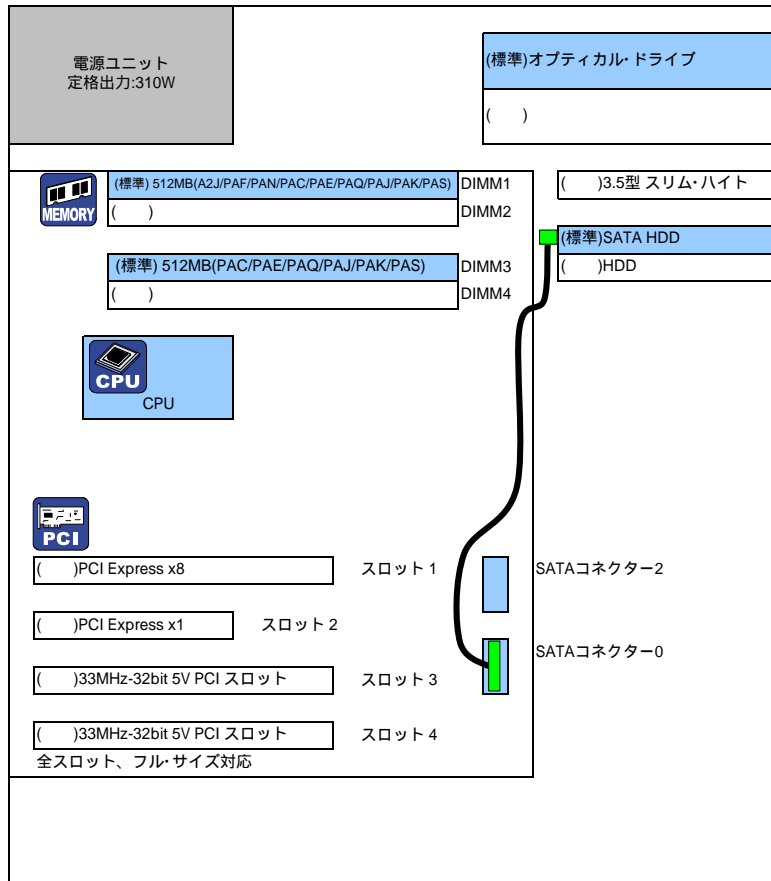 電源ユニット
定格出力:310W
(標準)オプティカル・ドライブ
(　　)
MEMORY
(標準) 512MB(A2J/PAF/PAN/PAC/PAE/PAQ/PAJ/PAK/PAS)
DIMM1
(　　)
DIMM2
(　　)3.5型 スリム・ハイト
(標準)SATA HDD
(　　)HDD
(標準) 512MB(PAC/PAE/PAQ/PAJ/PAK/PAS)
DIMM3
(　　)
DIMM4
CPU
CPU
PCI
(　　)PCI Express x8
スロット 1
SATAコネクター2
(　　)PCI Express x1
スロット 2
SATAコネクター0
(　　)33MHz-32bit 5V PCI スロット
スロット 3
(　　)33MHz-32bit 5V PCI スロット
スロット 4
全スロット、フル・サイズ対応